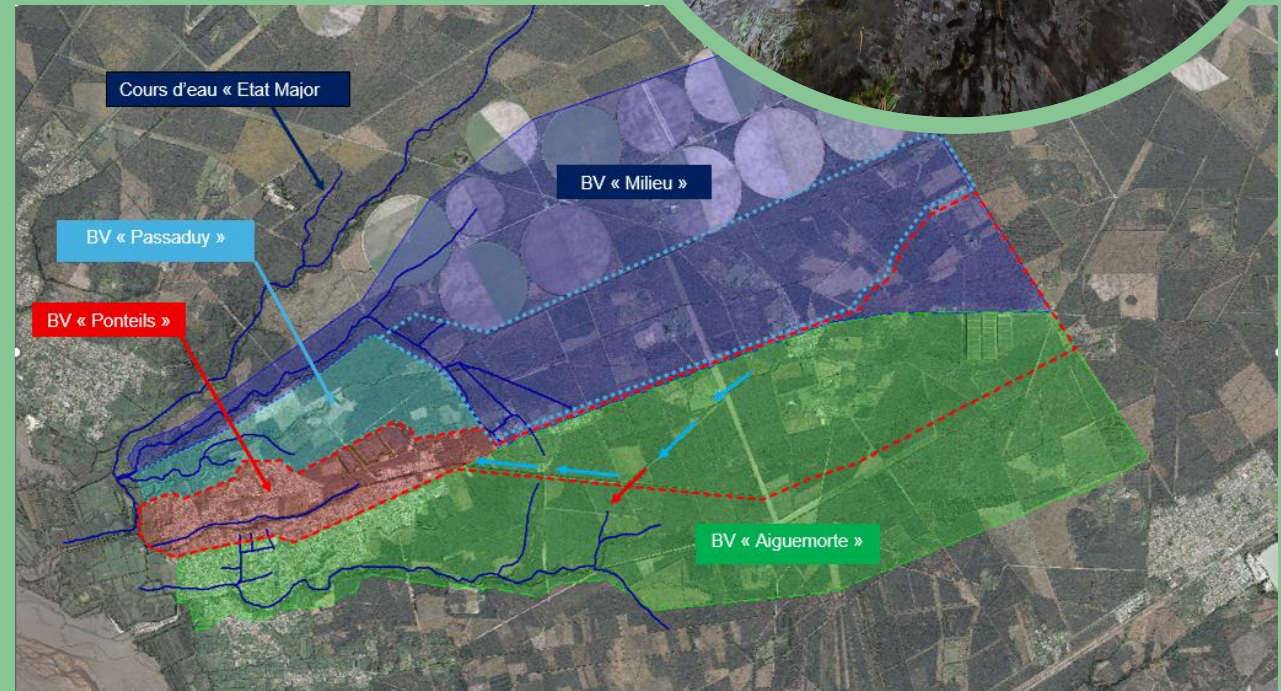 Cours d'eau « Etat Major
BV « Milieu »
BV « Passaduy »
BV « Ponteils »
BV « Aiguemorte »